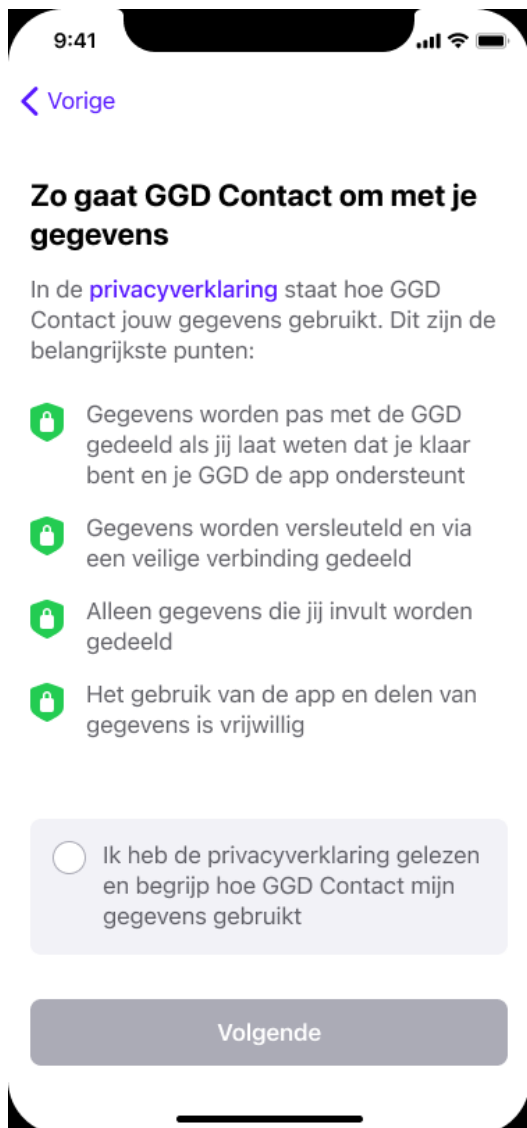 9:41
Vorige
Zo gaat GGD Contact om met je
gegevens
In de privacyverklaring staat hoe GGD
Contact jouw gegevens gebruikt. Dit zijn de
belangrijkste punten:
Gegevens worden pas met de GGD
gedeeld als jij laat weten dat je klaar
bent en je GGD de app ondersteunt
Gegevens worden versleuteld en via
een veilige verbinding gedeeld
Alleen gegevens die jij invult worden
gedeeld
Het gebruik van de app en delen van
gegevens is vrijwillig
Ik heb de privacyverklaring gelezen
en begrijp hoe GGD Contact mijn
gegevens gebruikt
Volgende